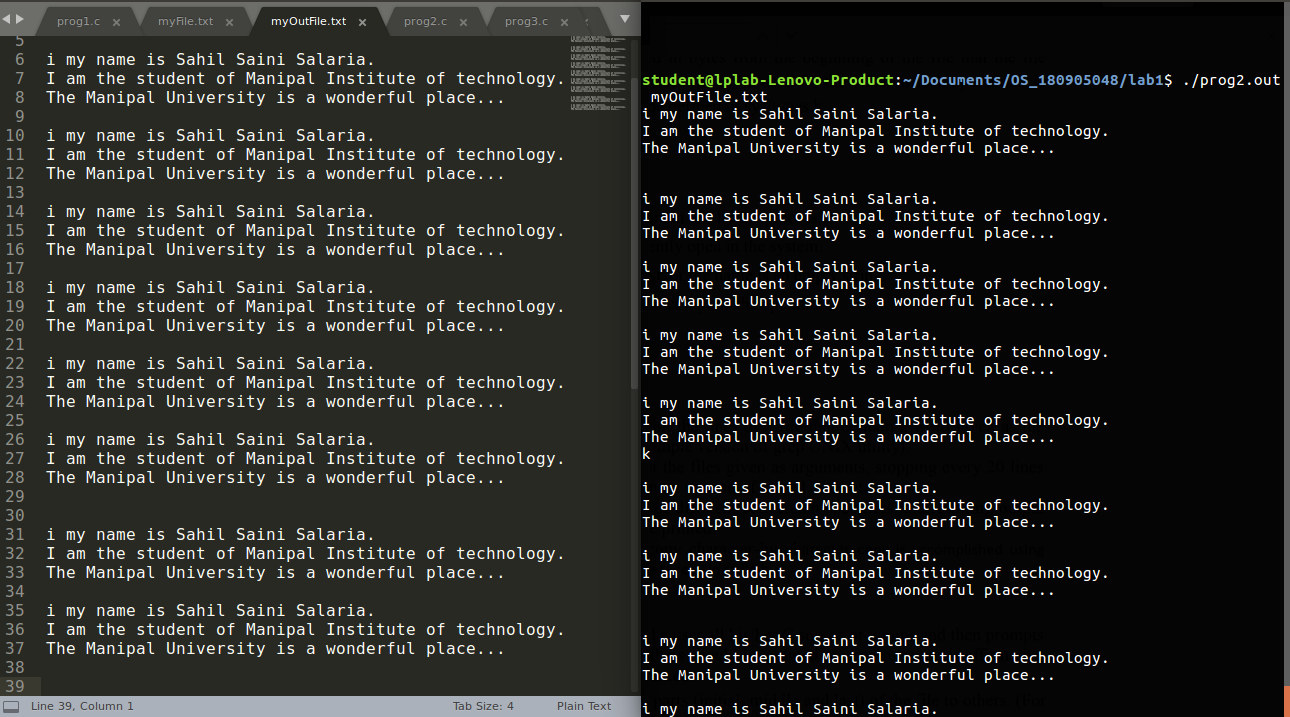 prog1.c myFile.txt myOutFile.txt prog2.c prog3.c
5
6 i my name is Sahil Saini Salaria.
7 I am the student of Manipal Institute of technology.
8 The Manipal University is a wonderful place...
9
10 i my name is Sahil Saini Salaria.
11 I am the student of Manipal Institute of technology.
12 The Manipal University is a wonderful place...
13
14 i my name is Sahil Saini Salaria.
15 I am the student of Manipal Institute of technology.
16 The Manipal University is a wonderful place...
17
18 i my name is Sahil Saini Salaria.
19 I am the student of Manipal Institute of technology.
20 The Manipal University is a wonderful place...
21
22 i my name is Sahil Saini Salaria.
23 I am the student of Manipal Institute of technology.
24 The Manipal University is a wonderful place...
25
26 i my name is Sahil Saini Salaria.
27 I am the student of Manipal Institute of technology.
28 The Manipal University is a wonderful place...
29
30
31 i my name is Sahil Saini Salaria.
32 I am the student of Manipal Institute of technology.
33 The Manipal University is a wonderful place...
34
35 i my name is Sahil Saini Salaria.
36 I am the student of Manipal Institute of technology.
37 The Manipal University is a wonderful place...
38
39
Line 39, Column 1 Tab Size: 4 Plain Text
student@lplab-Lenovo-Product:~/Documents/OS_180905048/lab1$ ./prog2.out
myOutFile.txt
i my name is Sahil Saini Salaria.
I am the student of Manipal Institute of technology.
The Manipal University is a wonderful place...
i my name is Sahil Saini Salaria.
I am the student of Manipal Institute of technology.
The Manipal University is a wonderful place...
i my name is Sahil Saini Salaria.
I am the student of Manipal Institute of technology.
The Manipal University is a wonderful place...
i my name is Sahil Saini Salaria.
I am the student of Manipal Institute of technology.
The Manipal University is a wonderful place...
i my name is Sahil Saini Salaria.
I am the student of Manipal Institute of technology.
The Manipal University is a wonderful place...
k
i my name is Sahil Saini Salaria.
I am the student of Manipal Institute of technology.
The Manipal University is a wonderful place...
i my name is Sahil Saini Salaria.
I am the student of Manipal Institute of technology.
The Manipal University is a wonderful place...
i my name is Sahil Saini Salaria.
I am the student of Manipal Institute of technology.
The Manipal University is a wonderful place...
i my name is Sahil Saini Salaria.